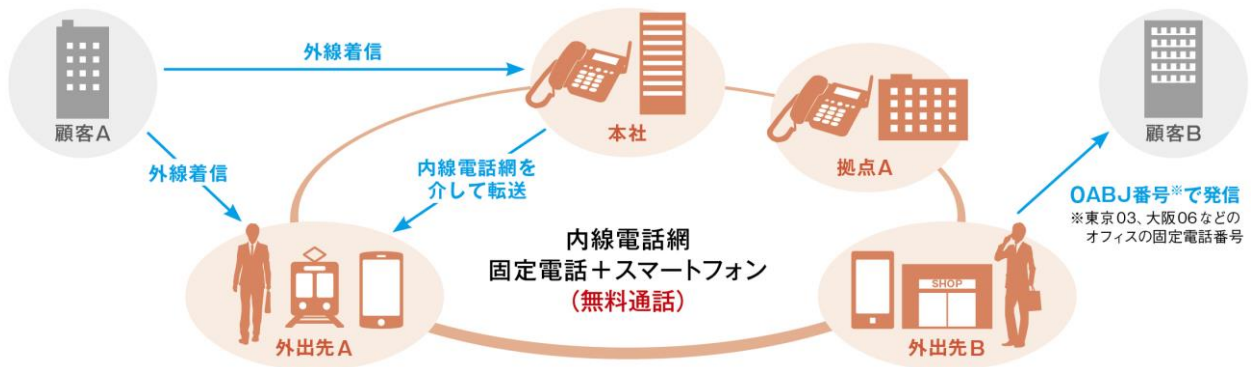 顧客A
外線着信
外線着信
本社
内線電話網を
介して転送
拠点A
顧客B
0ABJ番号※で発信
※東京03、大阪06などの
オフィスの固定電話番号
内線電話網
固定電話＋スマートフォン
（無料通話）
外出先A
SHOP
外出先B